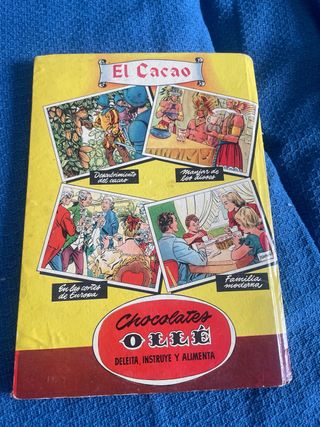 El Cacao
Descubrimiento
del cacao
Manjar de
los dioses
En las cortes
de Europa
Familia
moderna
Chocolates
OLLÉ
DELEITA, INSTRUYE Y ALIMENTA